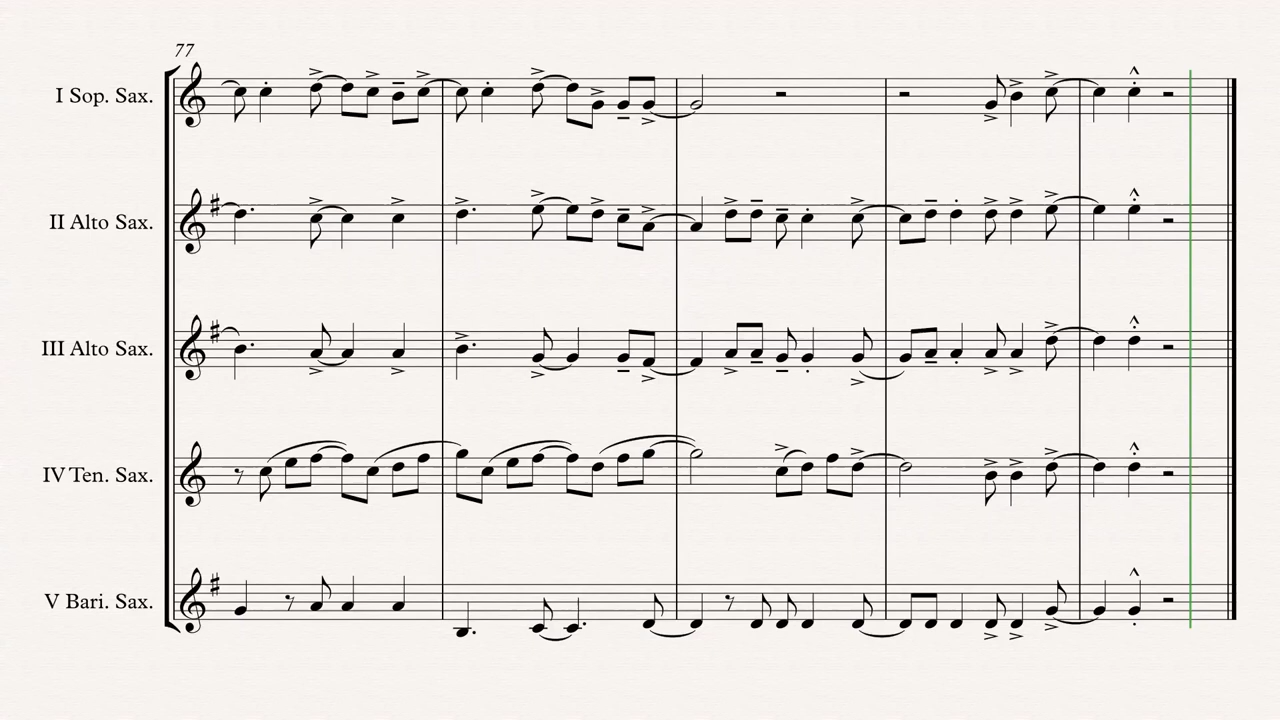 77
I Sop. Sax.
II Alto Sax.
III Alto Sax.
IV Ten. Sax.
V Bari. Sax.